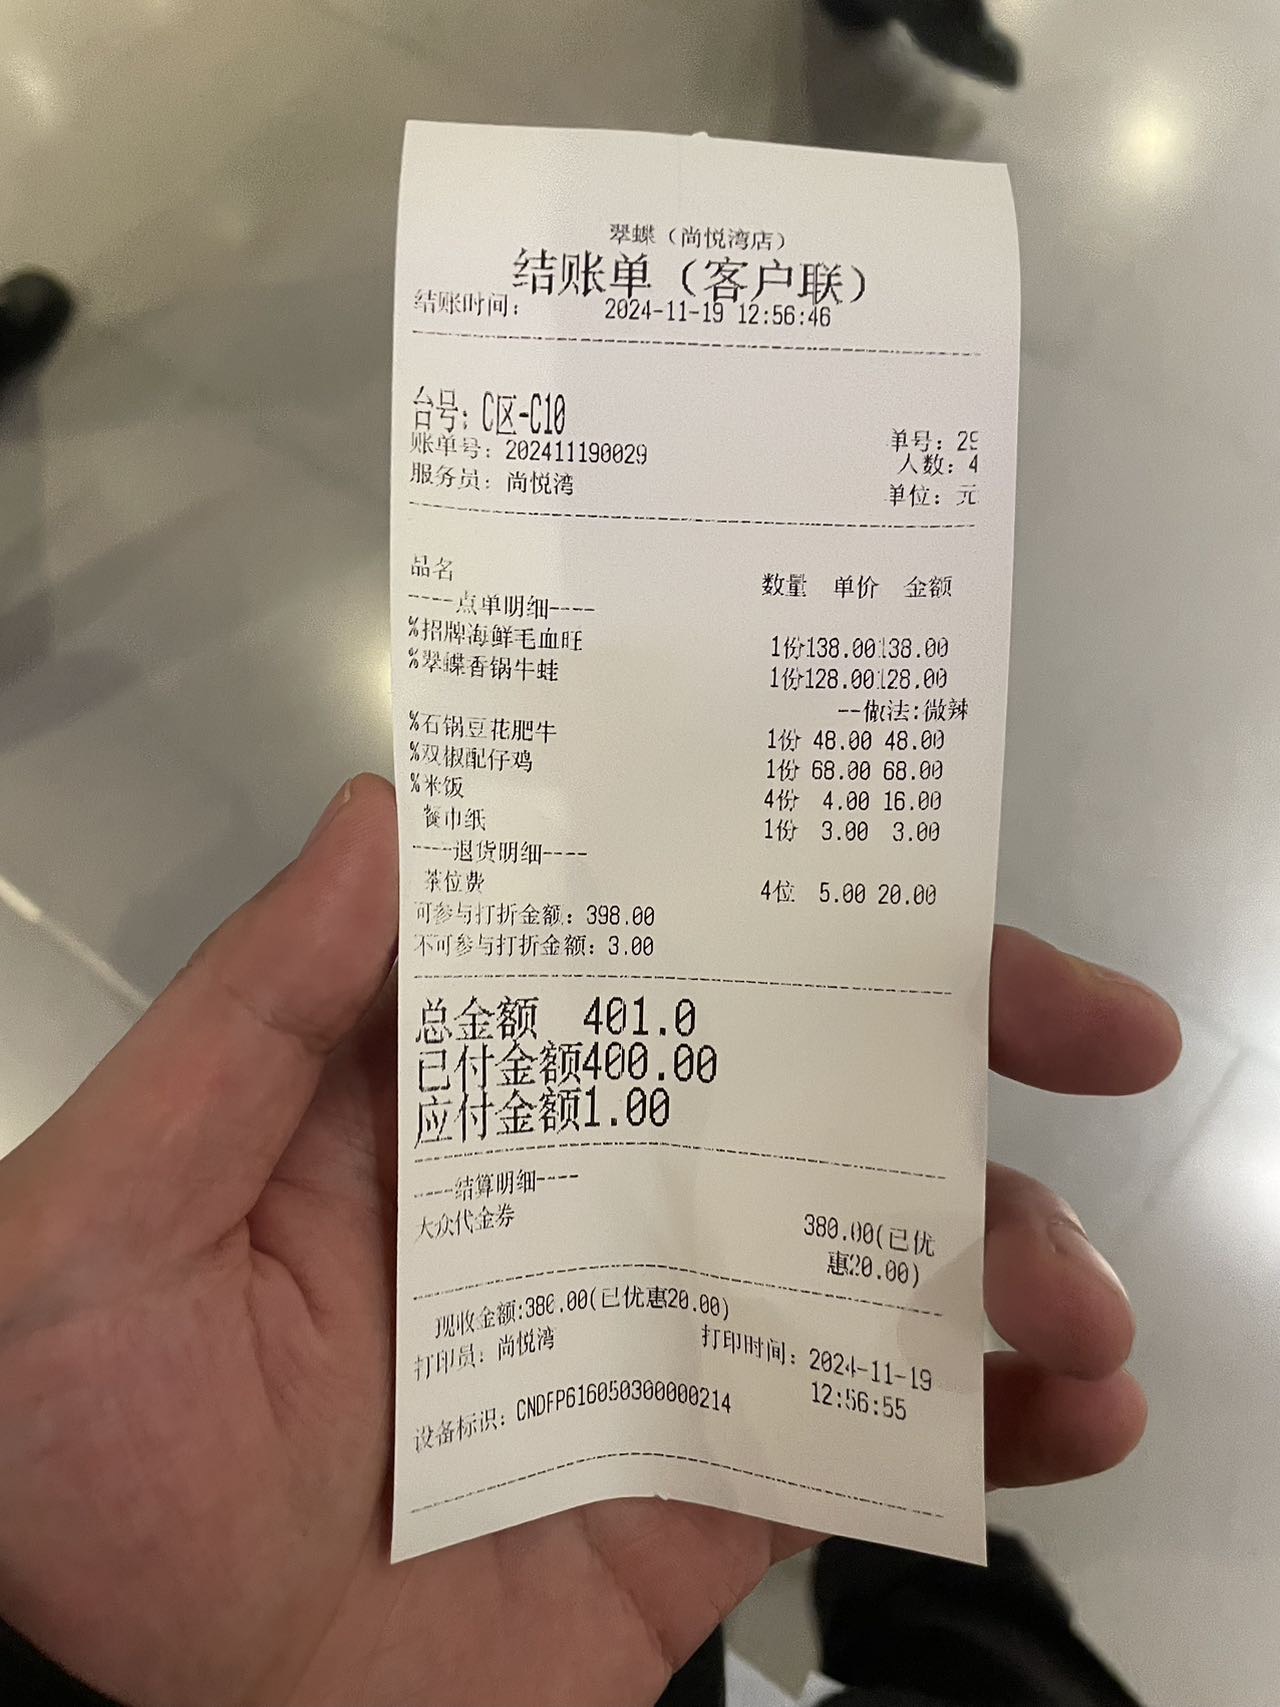 翠蝶（尚悦湾店）
结账单（客户联）
结账时间： 2024-11-19 12:56:46
台号：C区-C10
账单号：202411190029 单号：29
服务员：尚悦湾 人数：4
单位：元
品名 数量 单价 金额
----点单明细----
%招牌海鲜毛血旺 1份138.00138.00
%翠蝶香锅牛蛙 1份128.00128.00
--做法:微辣
%石锅豆花肥牛 1份 48.00 48.00
%双椒配仔鸡 1份 68.00 68.00
%米饭 4份 4.00 16.00
餐巾纸 1份 3.00 3.00
----退货明细----
茶位费 4位 5.00 20.00
可参与打折金额：398.00
不可参与打折金额：3.00
总金额 401.0
已付金额400.00
应付金额1.00
----结算明细----
大众代金券 380.00(已优
惠20.00)
现收金额:380.00(已优惠20.00)
打印员：尚悦湾 打印时间：2024-11-19
12:56:55
设备标识：CNDFP616050300000214